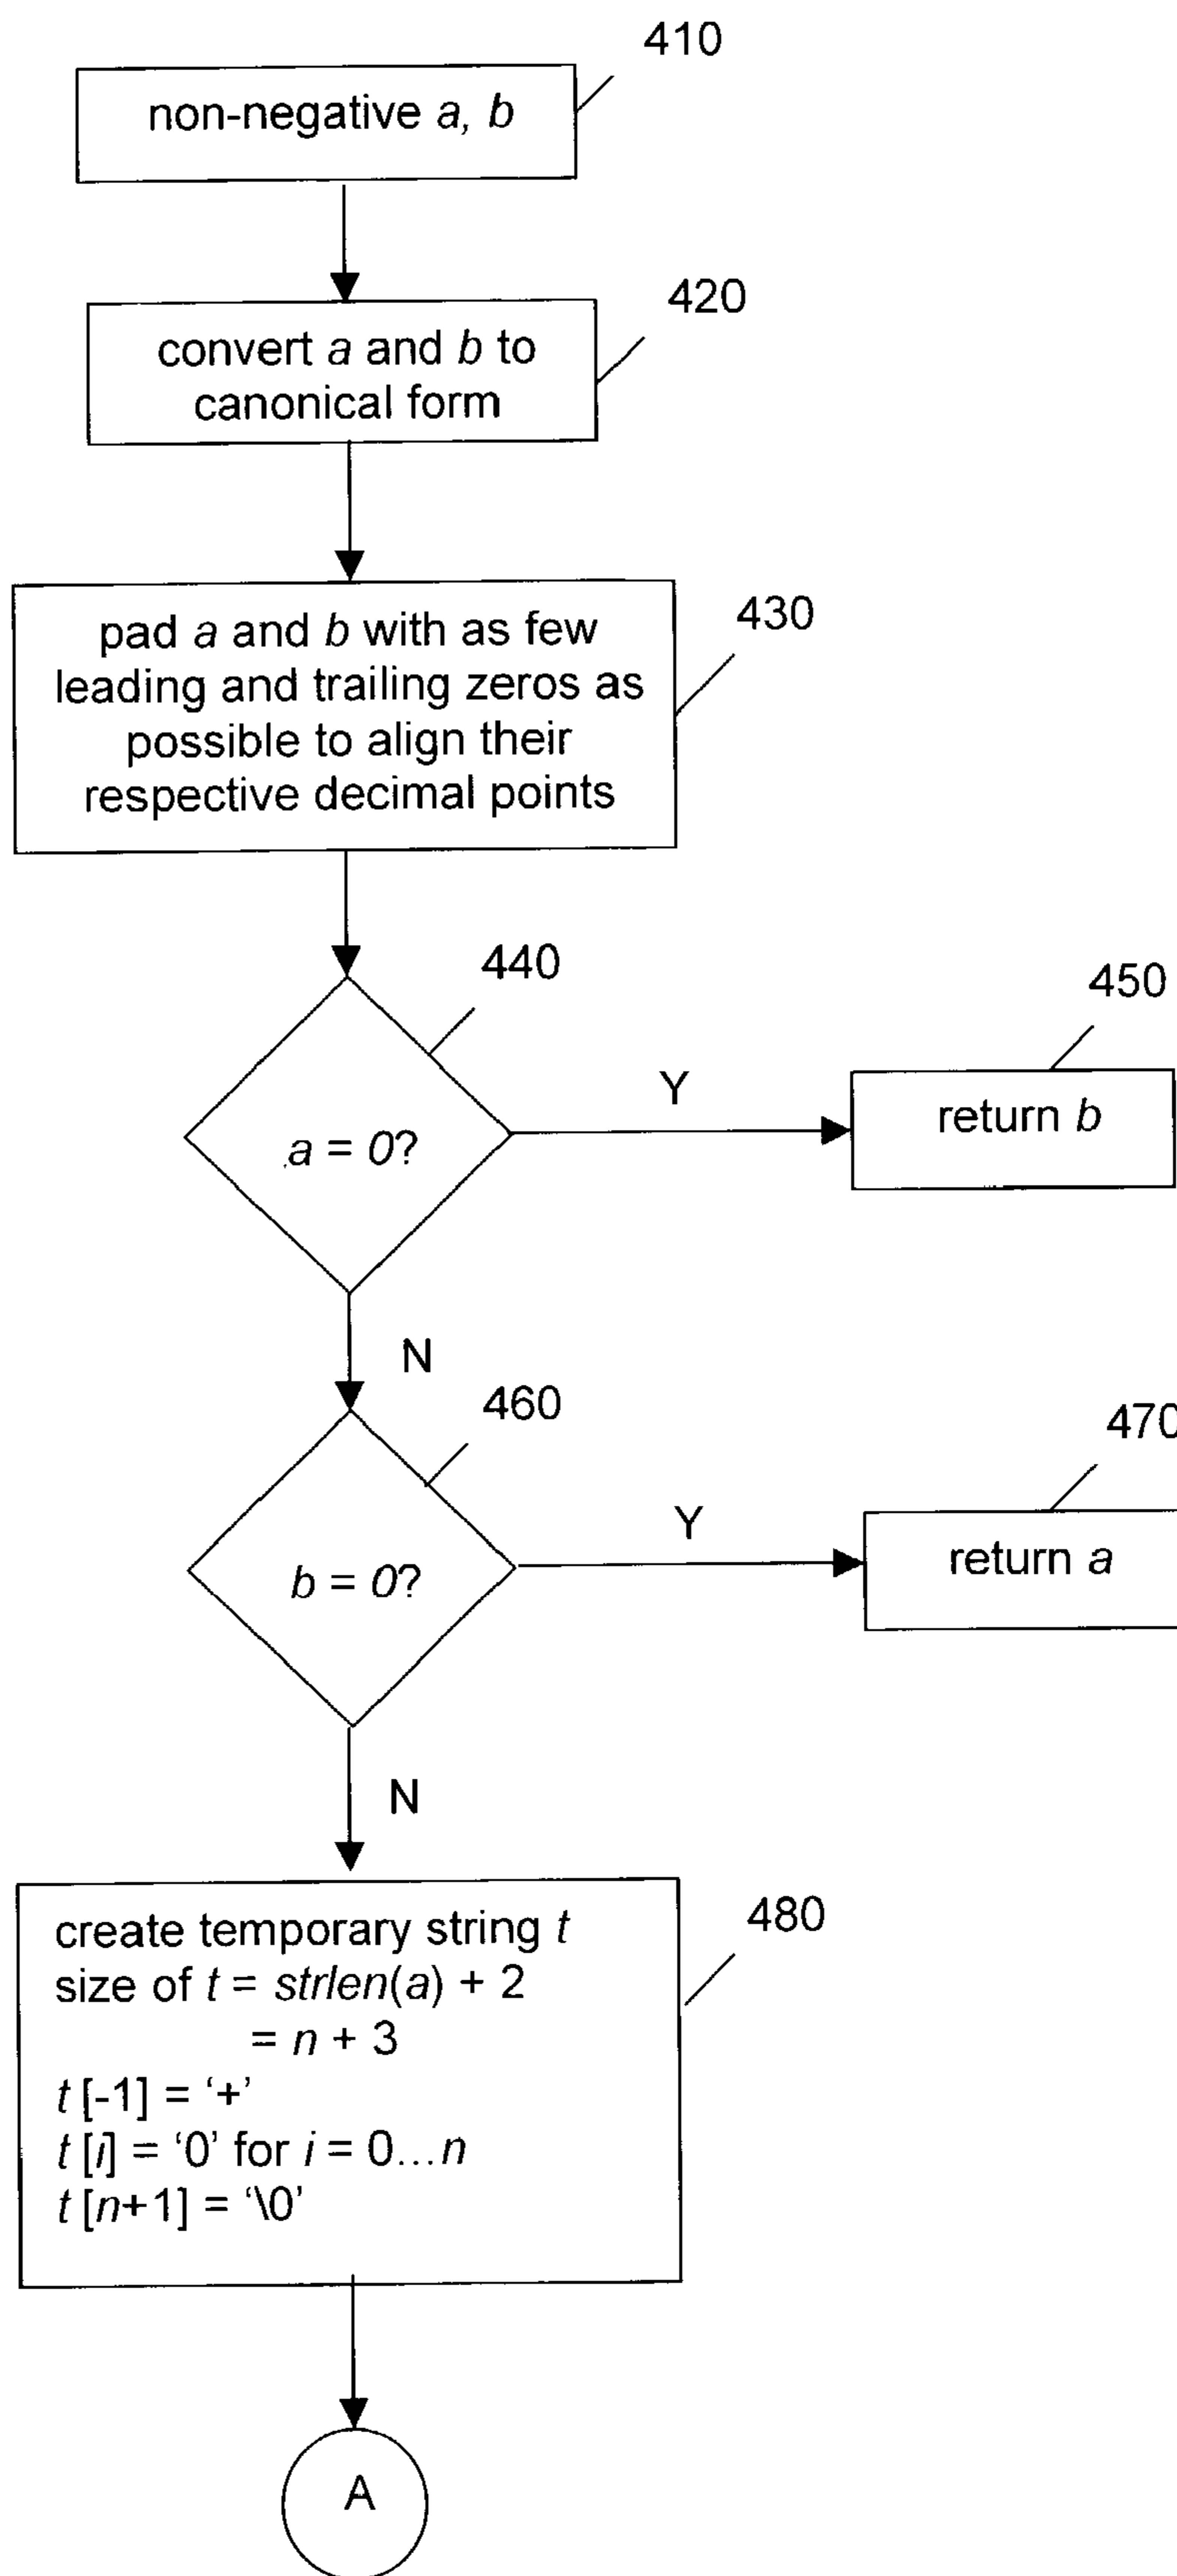 410
non-negative a, b
420
convert a and b to
canonical form
430
pad a and b with as few
leading and trailing zeros as
possible to align their
respective decimal points
440
450
Y
return b
a = 0?
N
460
470
Y
return a
b = 0?
N
480
create temporary string t
size of t = strlen(a) + 2
= n + 3
t [-1] = ‘+’
t [i] = ‘0’ for i = 0...n
t [n+1] = ‘\0’
A